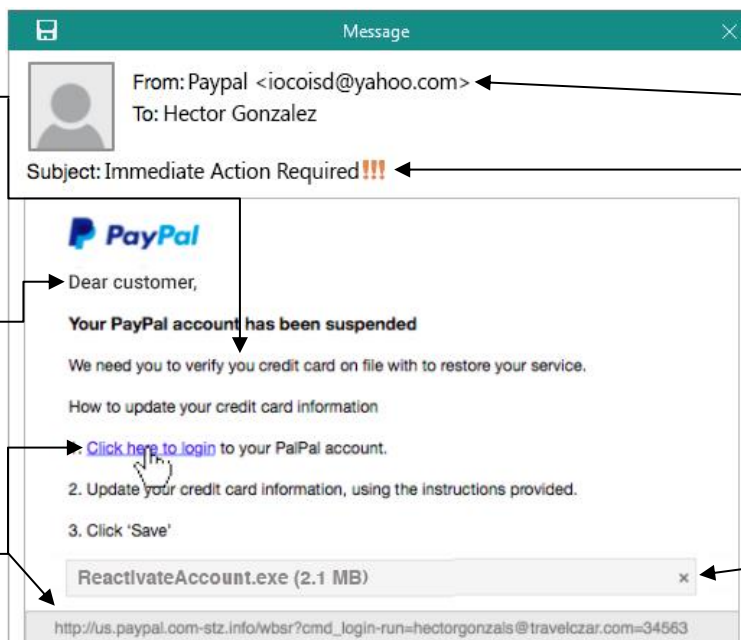 Message
From: Paypal <iocoisd@yahoo.com>
To: Hector Gonzalez
Subject: Immediate Action Required!!!
PayPal
Dear customer,
Your PayPal account has been suspended
We need you to verify you credit card on file with to restore your service.
How to update your credit card information
1. Click here to login to your PalPal account.
2. Update your credit card information, using the instructions provided.
3. Click 'Save'
ReactivateAccount.exe (2.1 MB) ×
http://us.paypal.com-stz.info/wbsr?cmd_login-run=hectorgonzals@travelczar.com=34563